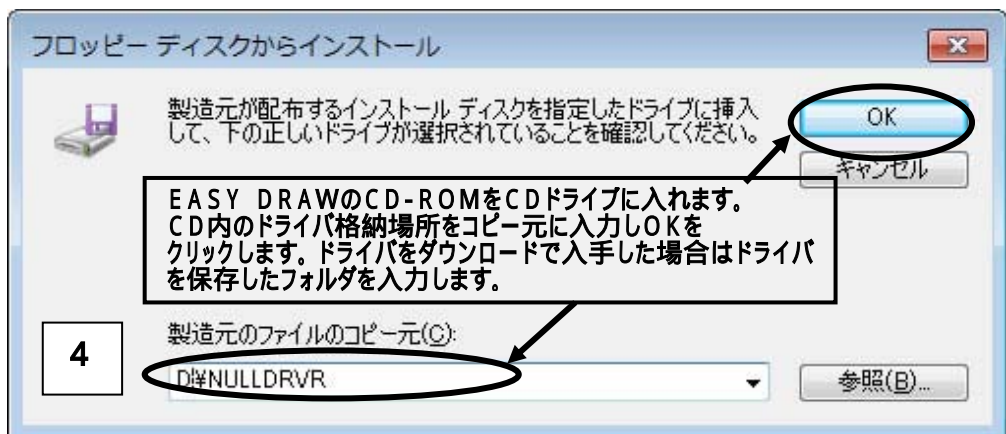 フロッピー ディスクからインストール
製造元が配布するインストール ディスクを指定したドライブに挿入
して、下の正しいドライブが選択されていることを確認してください。
OK
キャンセル
EASY DRAWのCD-ROMをCDドライブに入れます。
CD内のドライバ格納場所をコピー元に入力しOKを
クリックします。ドライバをダウンロードで入手した場合はドライバ
を保存したフォルダを入力します。
4
製造元のファイルのコピー元(C):
D:¥NULLDRVR
参照(B)...